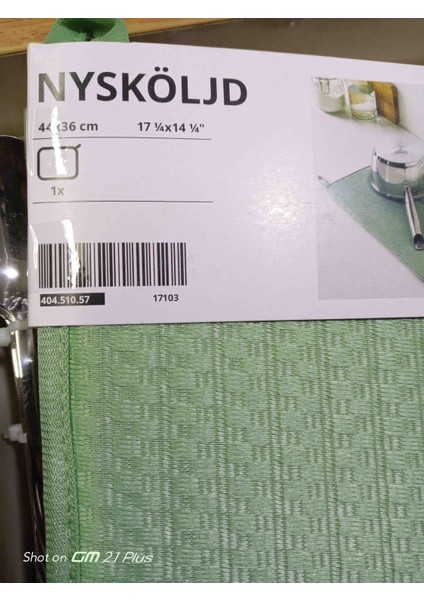 NYSKÖLJD
44x36 cm 17 ¼x14 ¼"
1x
404.510.57 17103
Shot on GM 21 Plus